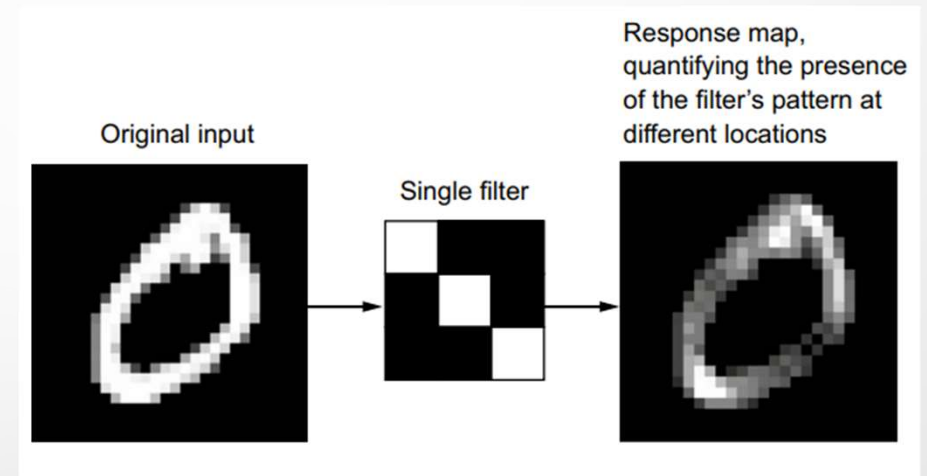 Original input
Single filter
Response map,
quantifying the presence
of the filter's pattern at
different locations